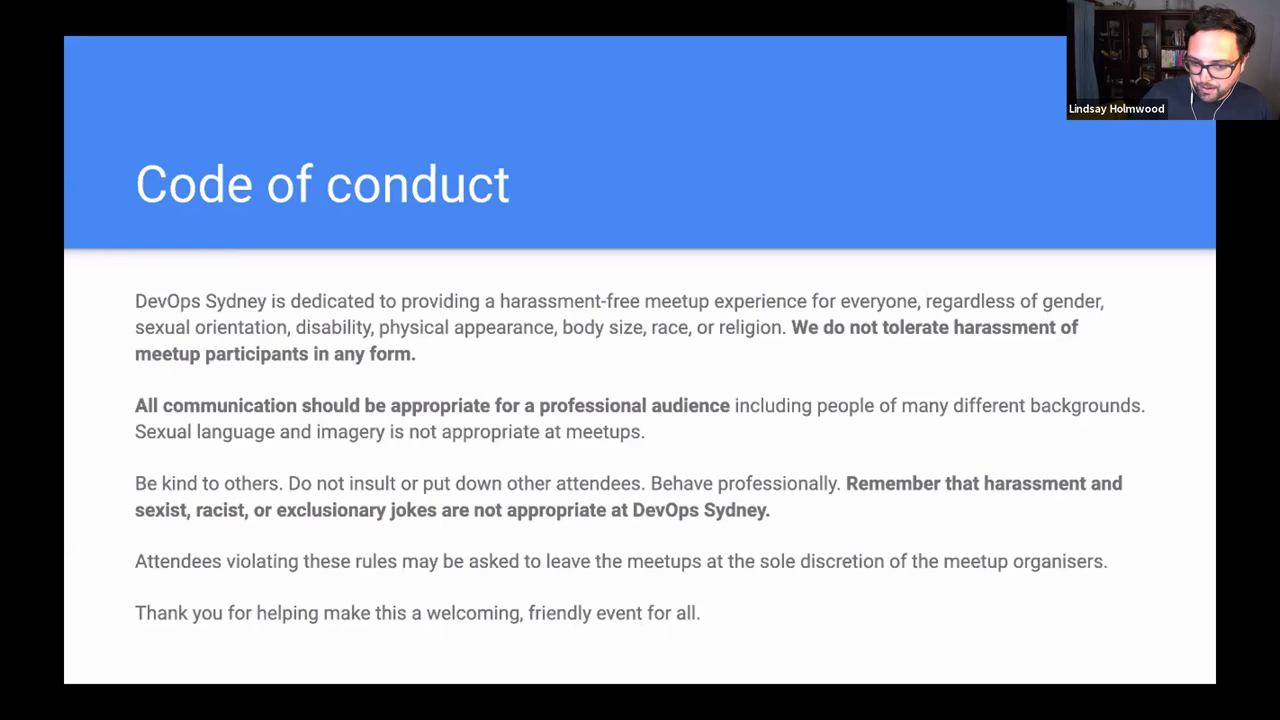 Lindsay Holmwood
Code of conduct
DevOps Sydney is dedicated to providing a harassment-free meetup experience for everyone, regardless of gender,
sexual orientation, disability, physical appearance, body size, race, or religion. We do not tolerate harassment of
meetup participants in any form.
All communication should be appropriate for a professional audience including people of many different backgrounds.
Sexual language and imagery is not appropriate at meetups.
Be kind to others. Do not insult or put down other attendees. Behave professionally. Remember that harassment and
sexist, racist, or exclusionary jokes are not appropriate at DevOps Sydney.
Attendees violating these rules may be asked to leave the meetups at the sole discretion of the meetup organisers.
Thank you for helping make this a welcoming, friendly event for all.